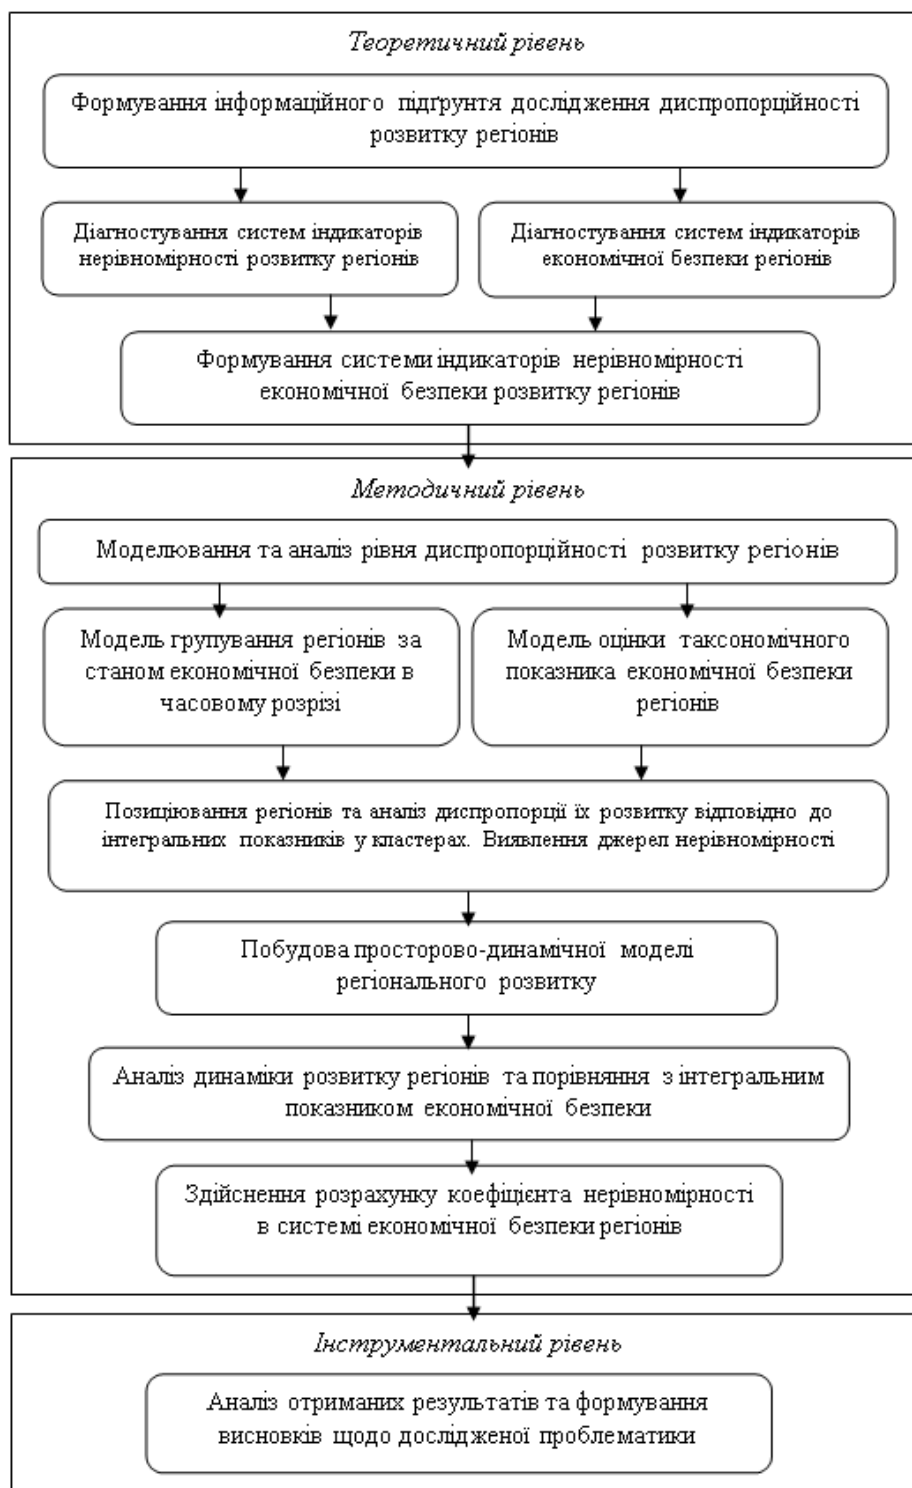 Теоретичний рівень
Формування інформаційного підґрунтя дослідження диспропорційності
розвитку регіонів
Діагностування систем індикаторів
нерівномірності розвитку регіонів
Діагностування систем індикаторів
економічної безпеки регіонів
Формування системи індикаторів нерівномірності
економічної безпеки розвитку регіонів
Методичний рівень
Моделювання та аналіз рівня диспропорційності розвитку регіонів
Модель групування регіонів за
станом економічної безпеки в
часовому розрізі
Модель оцінки таксономічного
показника економічної безпеки
регіонів
Позиціювання регіонів та аналіз диспропорції їх розвитку відповідно до
інтегральних показників у кластерах. Виявлення джерел нерівномірності
Побудова просторово-динамічної моделі
регіонального розвитку
Аналіз динаміки розвитку регіонів та порівняння з інтегральним
показником економічної безпеки
Здійснення розрахунку коефіцієнта нерівномірності
в системі економічної безпеки регіонів
Інструментальний рівень
Аналіз отриманих результатів та формування
висновків щодо дослідженої проблематики